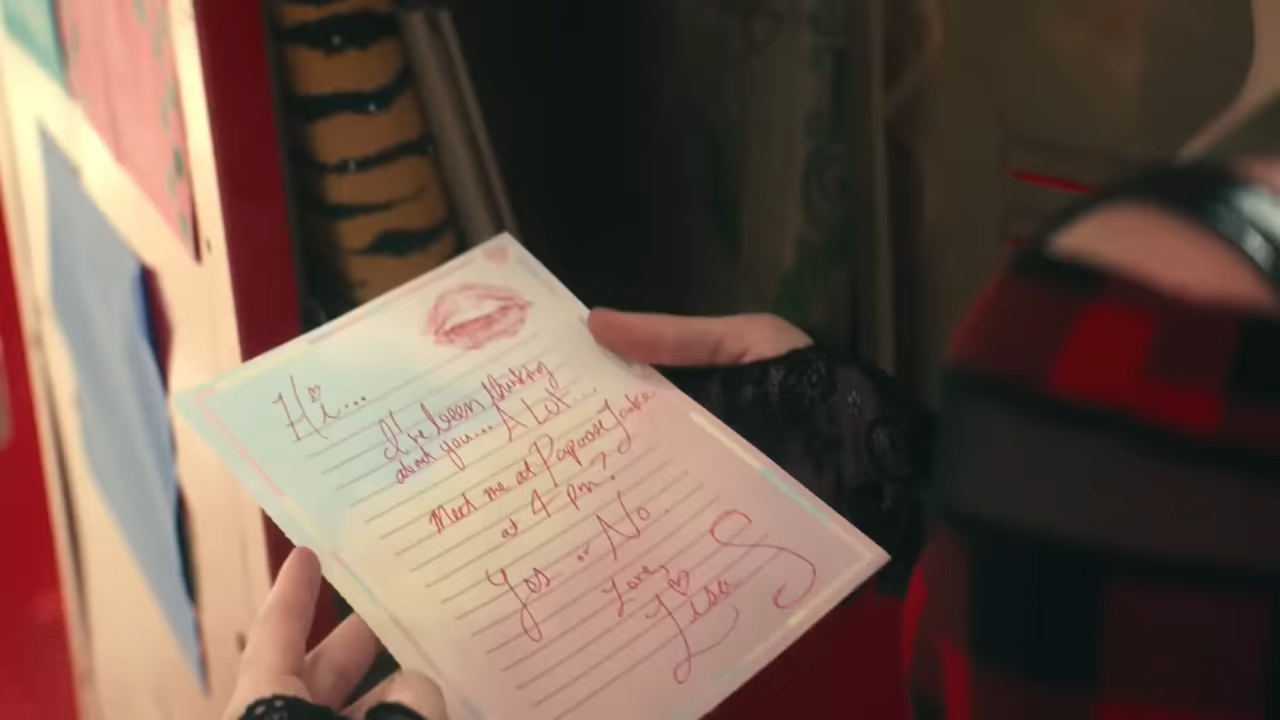 Hi...
I've been thinking
about you... A Lot...
Meet me at Papoose Lake
at 4 pm?
Yes or No.
Love,
Lisa S